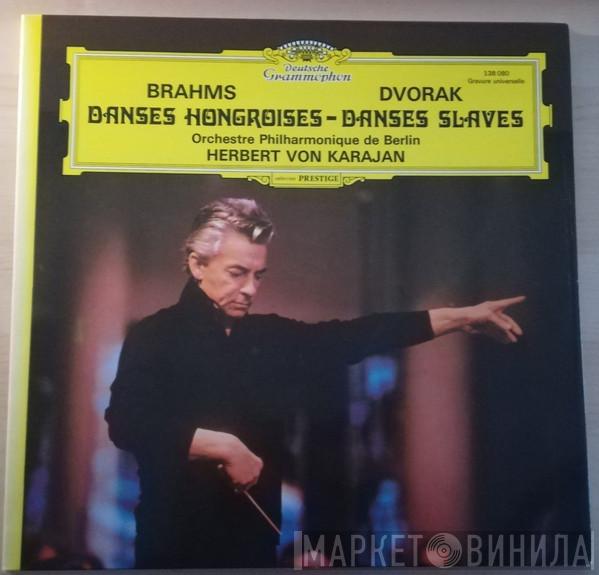 Deutsche
Grammophon
138 080
Gravure universelle
BRAHMS DVORAK
DANSES HONGROISES - DANSES SLAVES
Orchestre Philharmonique de Berlin
HERBERT VON KARAJAN
collection PRESTIGE
МАРКЕТ ВИНИЛА